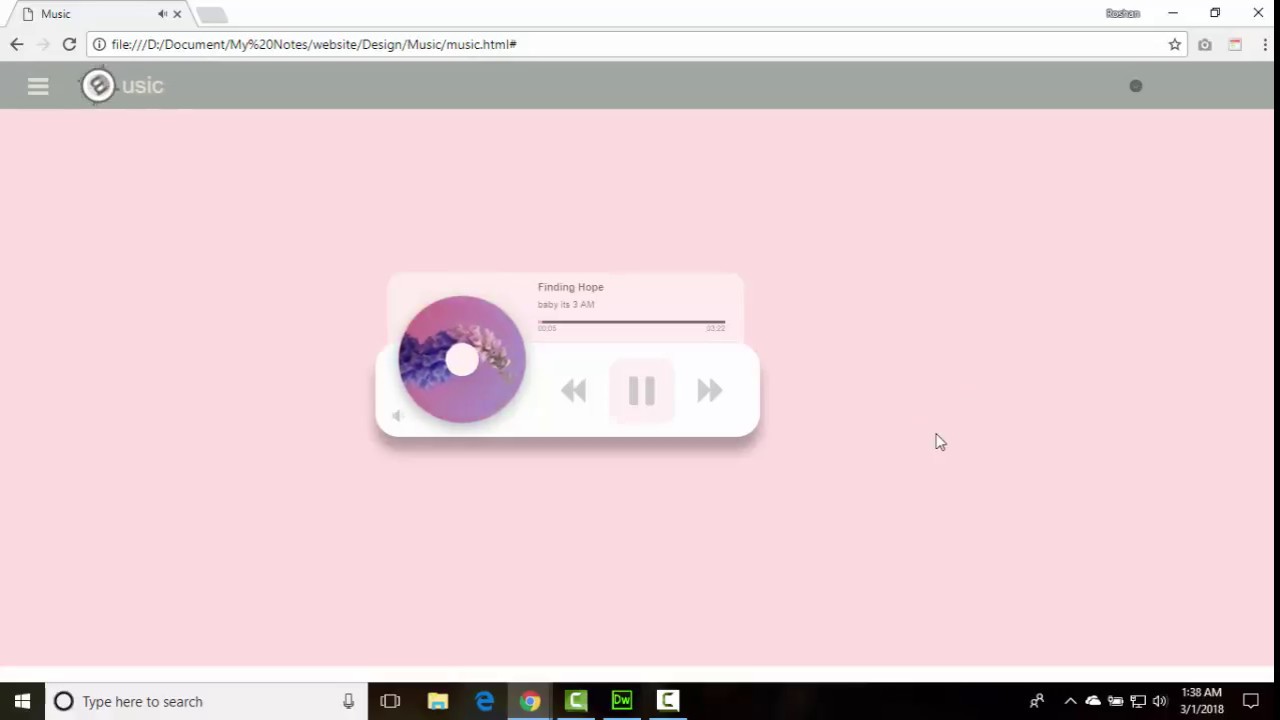 Music
Roshan
file:///D:/Document/My%20Notes/website/Design/Music/music.html#
usic
Finding Hope
baby its 3 AM
00:05
03:22
Type here to search
Dw
1:38 AM
3/1/2018